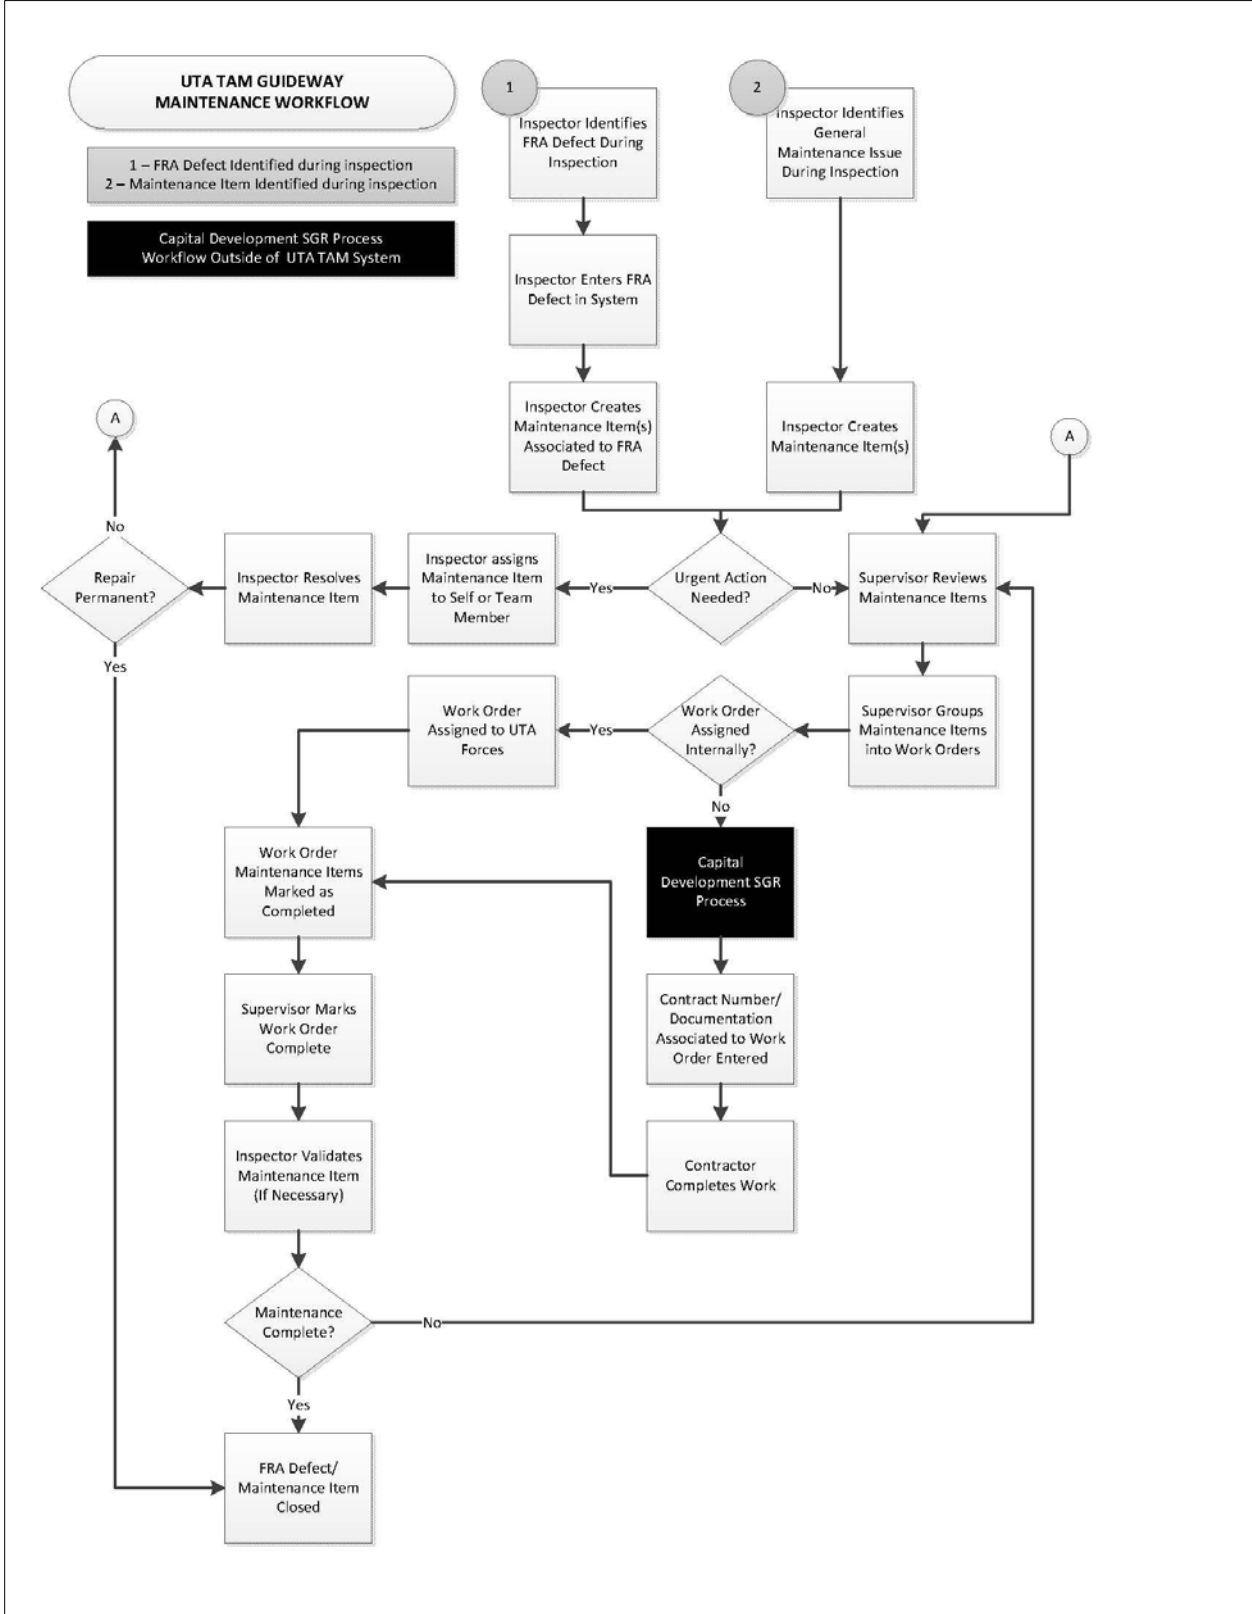 UTA TAM GUIDEWAY
MAINTENANCE WORKFLOW
1 – FRA Defect Identified during inspection
2 – Maintenance Item Identified during inspection
Capital Development SGR Process
Workflow Outside of UTA TAM System
1
Inspector Identifies
FRA Defect During
Inspection
2
Inspector Identifies
General
Maintenance Issue
During Inspection
Inspector Enters FRA
Defect in System
Inspector Creates
Maintenance Item(s)
Associated to FRA
Defect
Inspector Creates
Maintenance Item(s)
A
A
No
Repair
Permanent?
Inspector Resolves
Maintenance Item
Inspector assigns
Maintenance Item
to Self or Team
Member
Yes
Urgent Action
Needed?
No
Supervisor Reviews
Maintenance Items
Yes
Work Order
Assigned to UTA
Forces
Yes
Work Order
Assigned
Internally?
Supervisor Groups
Maintenance Items
into Work Orders
No
Work Order
Maintenance Items
Marked as
Completed
Capital
Development SGR
Process
Supervisor Marks
Work Order
Complete
Contract Number/
Documentation
Associated to Work
Order Entered
Inspector Validates
Maintenance Item
(If Necessary)
Contractor
Completes Work
Maintenance
Complete?
No
Yes
FRA Defect/
Maintenance Item
Closed